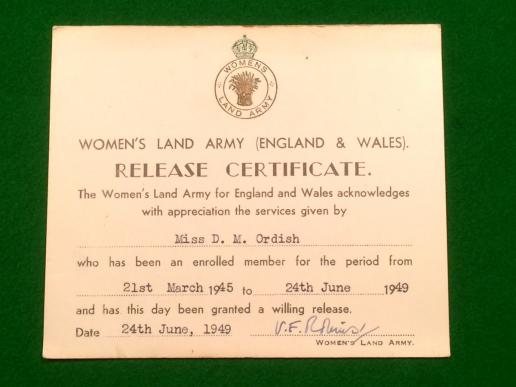 WOMENS
LAND ARMY
WOMEN'S LAND ARMY (ENGLAND & WALES).
RELEASE CERTIFICATE.
The Women's Land Army for England and Wales acknowledges
with appreciation the services given by
Miss D. M. Ordish
who has been an enrolled member for the period from
21st March 1945 to 24th June 1949
and has this day been granted a willing release.
Date 24th June, 1949 V.F.
WOMEN'S LAND ARMY.